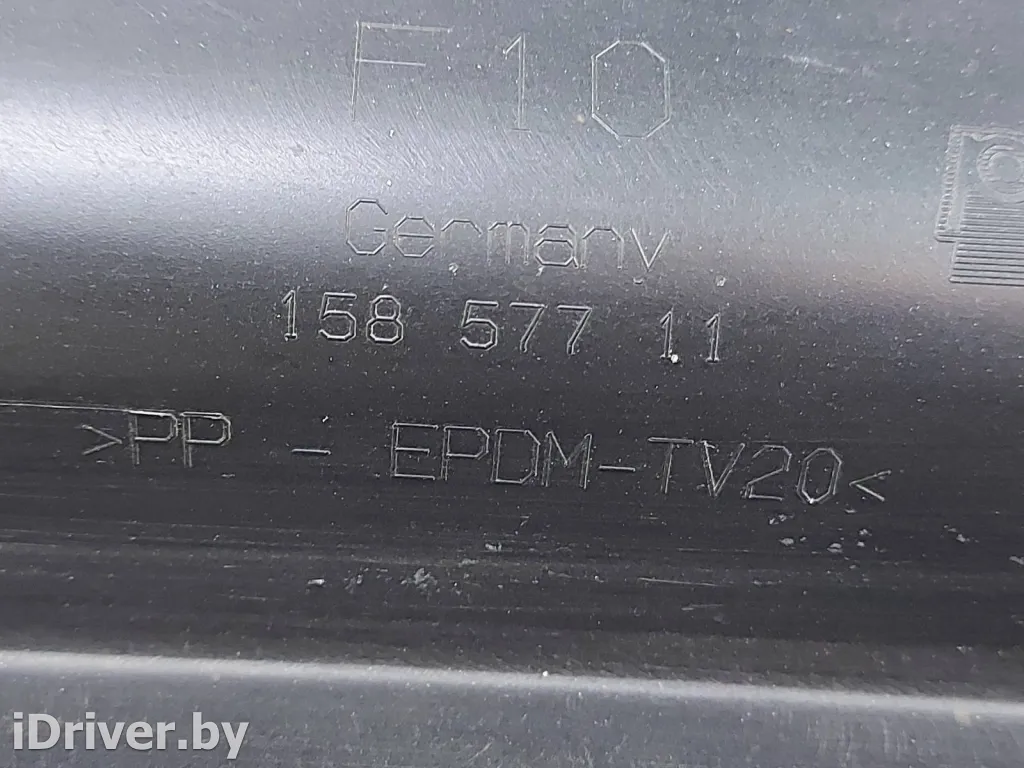 F10
Germany
158 577 11
>PP - EPDM-TV20<
iDriver.by